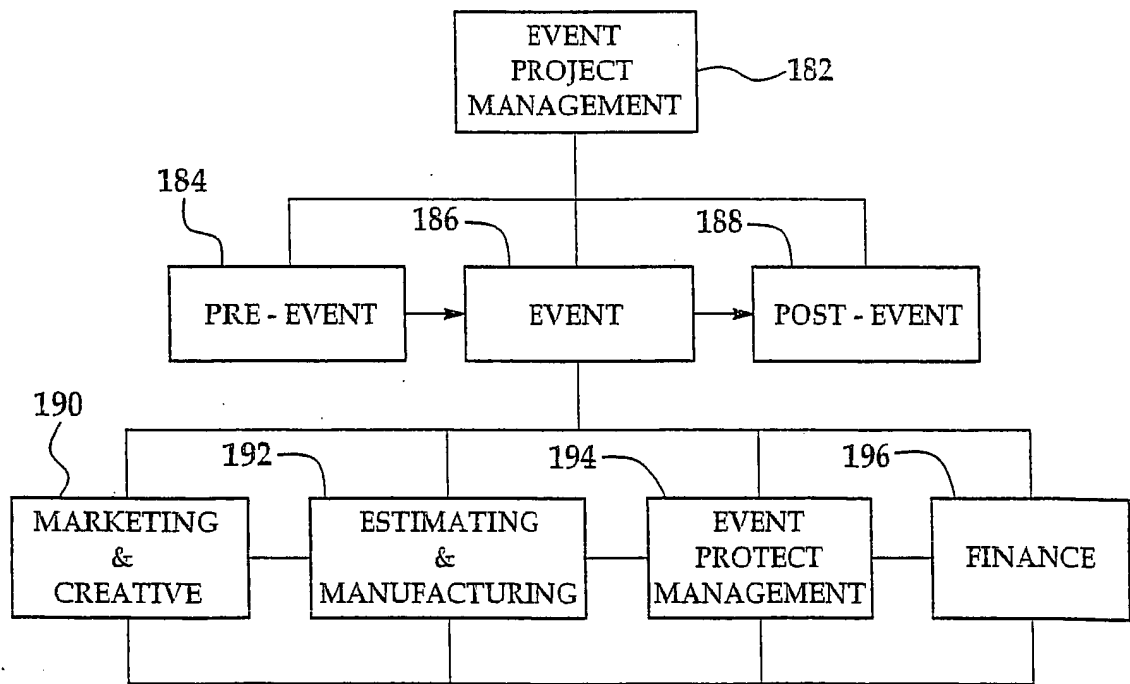 EVENT
PROJECT
MANAGEMENT
182
184
186
188
PRE - EVENT
EVENT
POST - EVENT
190
192
194
196
MARKETING
&
CREATIVE
ESTIMATING
&
MANUFACTURING
EVENT
PROTECT
MANAGEMENT
FINANCE